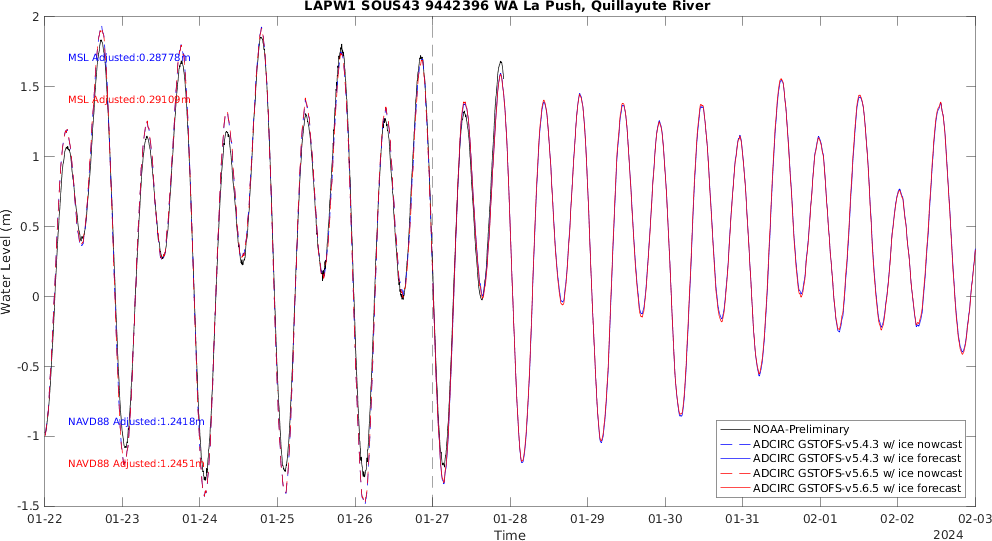 LAPW1 SOUS43 9442396 WA La Push, Quillayute River
2
1.5
1
0.5
0
-0.5
-1
-1.5
Water Level (m)
MSL Adjusted:0.28778m
MSL Adjusted:0.29109m
NAVD88 Adjusted:1.2418m
NAVD88 Adjusted:1.2451m
NOAA-Preliminary
ADCIRC GSTOFS-v5.4.3 w/ ice nowcast
ADCIRC GSTOFS-v5.4.3 w/ ice forecast
ADCIRC GSTOFS-v5.6.5 w/ ice nowcast
ADCIRC GSTOFS-v5.6.5 w/ ice forecast
01-22 01-23 01-24 01-25 01-26 01-27 01-28 01-29 01-30 01-31 02-01 02-02 02-03
Time
2024